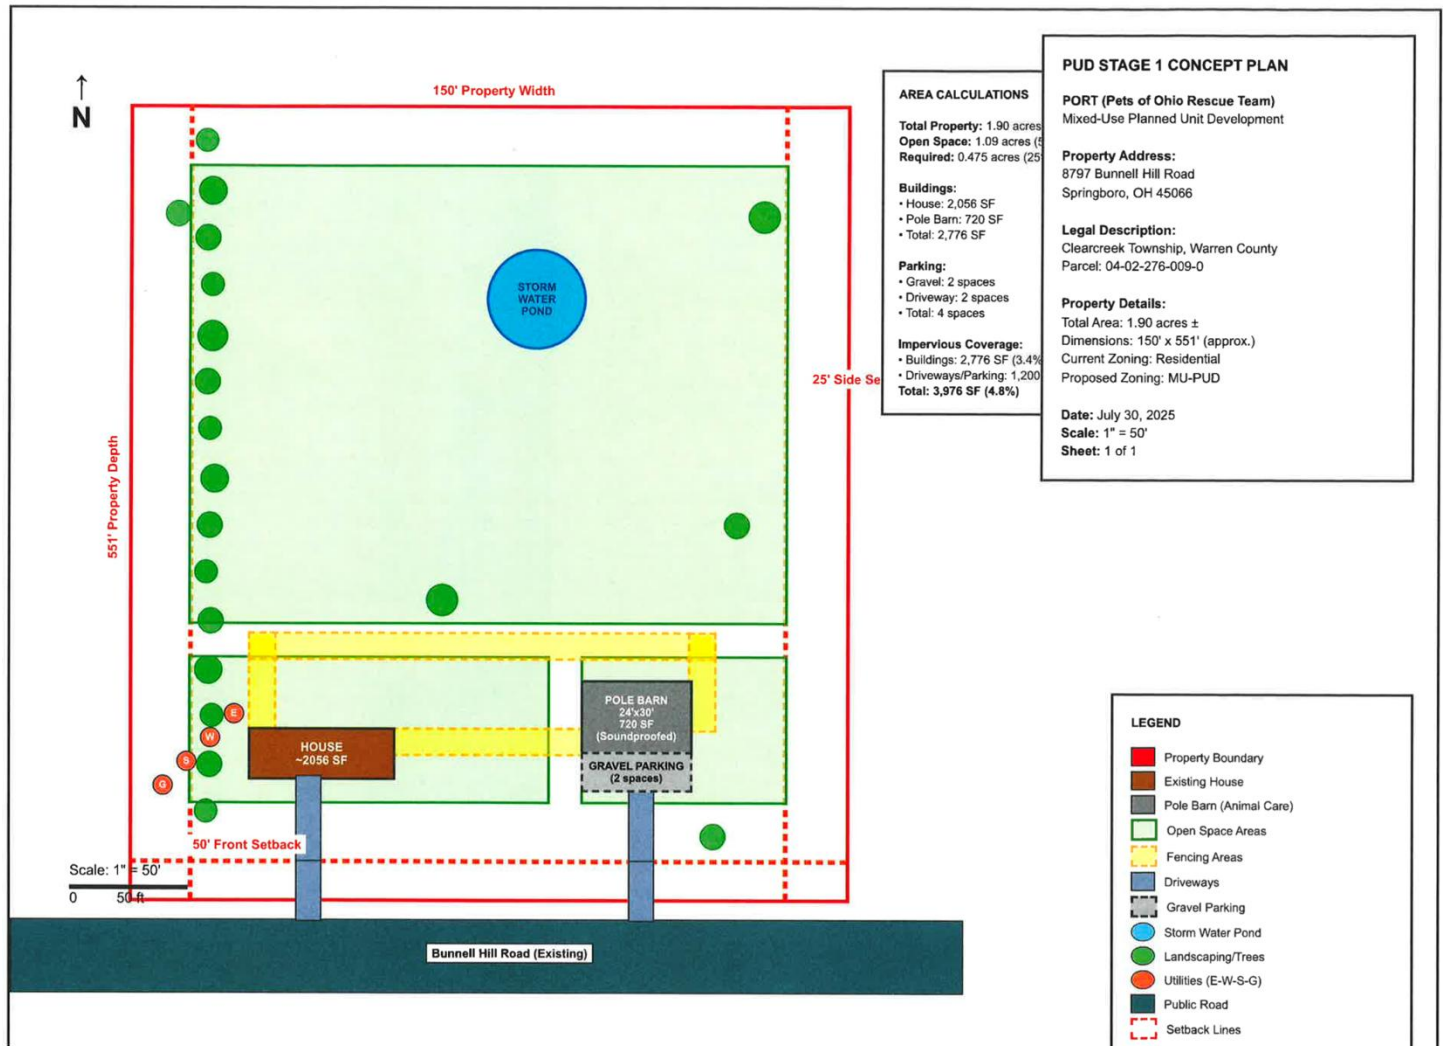 N
150' Property Width
551' Property Depth
25' Side Se
STORM
WATER
POND
POLE BARN
24'x30'
720 SF
(Soundproofed)
GRAVEL PARKING
(2 spaces)
HOUSE
~2056 SF
E
W
S
G
50' Front Setback
Scale: 1" = 50'
0 50 ft
Bunnell Hill Road (Existing)
AREA CALCULATIONS
Total Property: 1.90 acres
Open Space: 1.09 acres (5
Required: 0.475 acres (25
Buildings:
• House: 2,056 SF
• Pole Barn: 720 SF
• Total: 2,776 SF
Parking:
• Gravel: 2 spaces
• Driveway: 2 spaces
• Total: 4 spaces
Impervious Coverage:
• Buildings: 2,776 SF (3.4%
• Driveways/Parking: 1,200
Total: 3,976 SF (4.8%)
PUD STAGE 1 CONCEPT PLAN
PORT (Pets of Ohio Rescue Team)
Mixed-Use Planned Unit Development
Property Address:
8797 Bunnell Hill Road
Springboro, OH 45066
Legal Description:
Clearcreek Township, Warren County
Parcel: 04-02-276-009-0
Property Details:
Total Area: 1.90 acres ±
Dimensions: 150' x 551' (approx.)
Current Zoning: Residential
Proposed Zoning: MU-PUD
Date: July 30, 2025
Scale: 1" = 50'
Sheet: 1 of 1
LEGEND
Property Boundary
Existing House
Pole Barn (Animal Care)
Open Space Areas
Fencing Areas
Driveways
Gravel Parking
Storm Water Pond
Landscaping/Trees
Utilities (E-W-S-G)
Public Road
Setback Lines